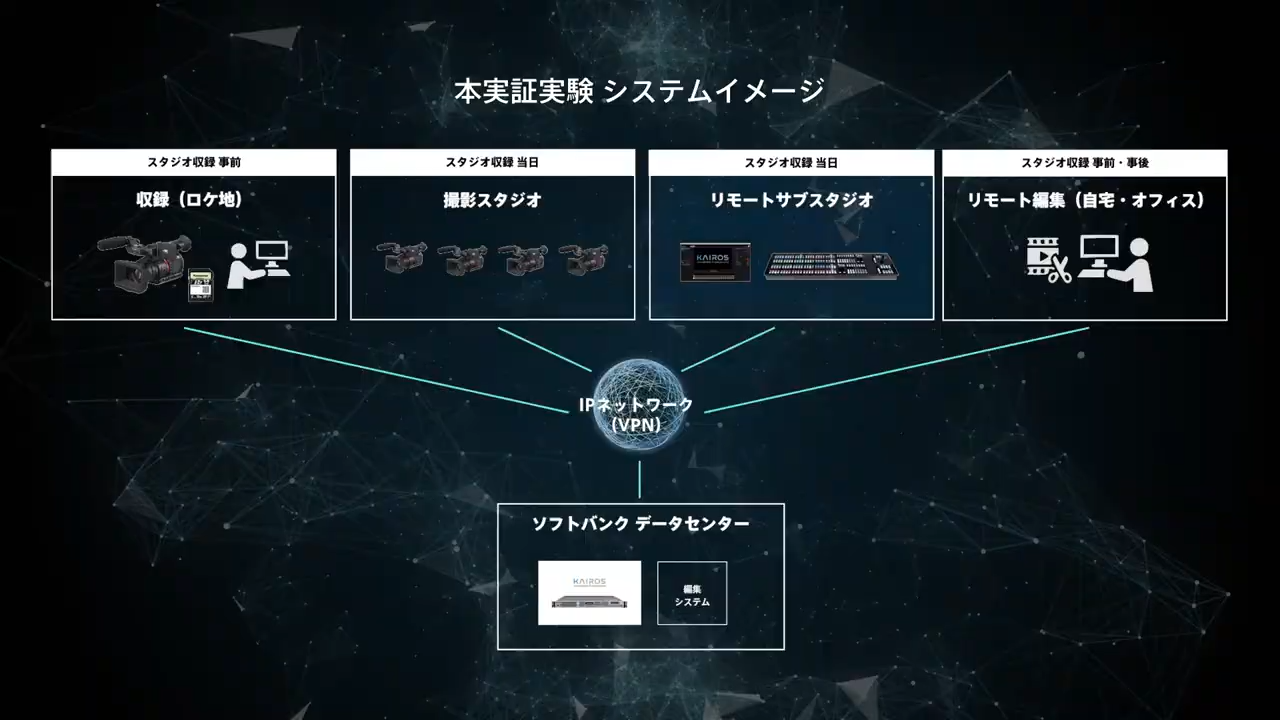 本実証実験 システムイメージ
スタジオ収録 事前
収録（ロケ地）
スタジオ収録 当日
撮影スタジオ
スタジオ収録 当日
リモートサブスタジオ
KAIROS
スタジオ収録 事前・事後
リモート編集（自宅・オフィス）
IPネットワーク
(VPN)
ソフトバンク データセンター
KAIROS
編集
システム